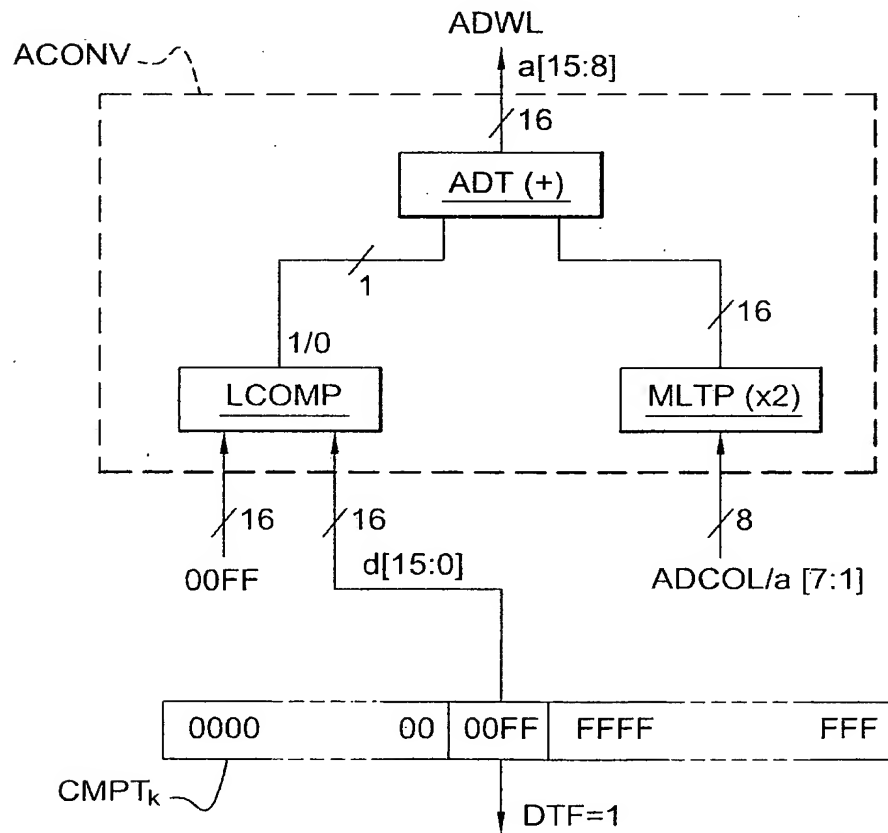 ADWL
ACONV
a[15:8]
16
ADT (+)
1
16
1/0
LCOMP
MLTP (x2)
16
16
8
00FF
d[15:0]
ADCOL/a [7:1]
0000
00
00FF
FFFF
FFF
CMPTk
DTF=1